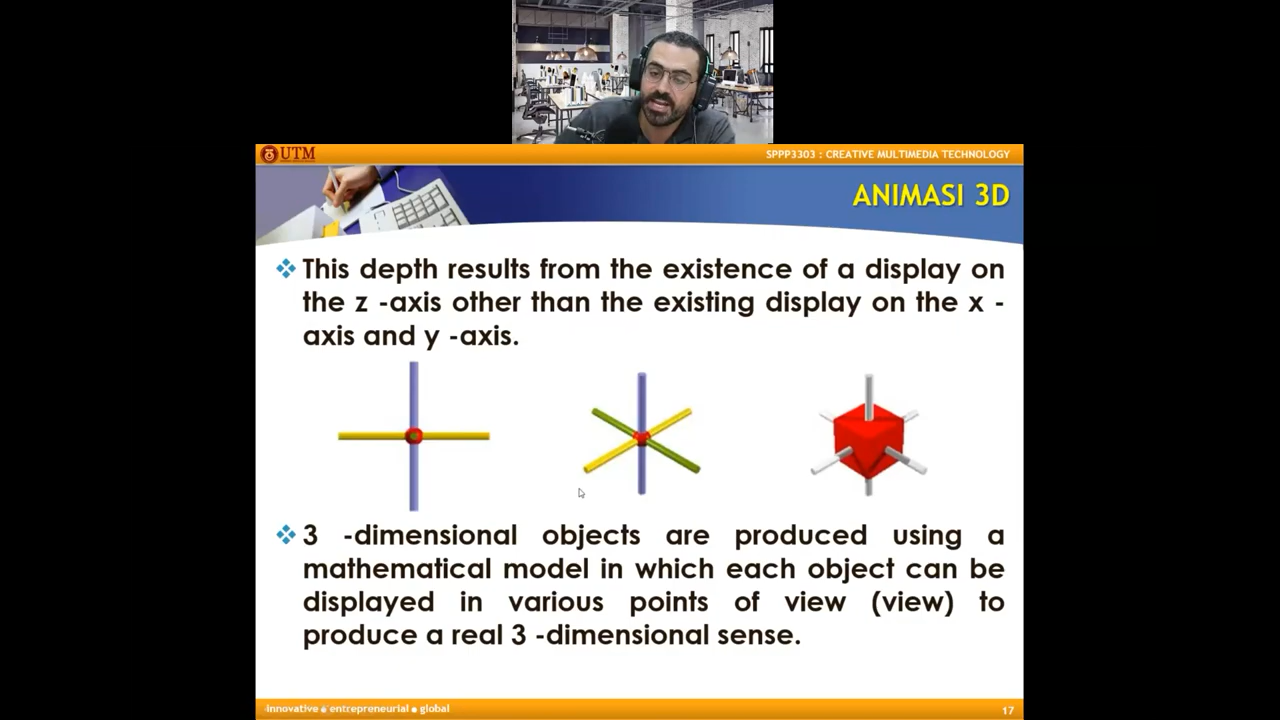 UTM
SPPP3303 : CREATIVE MULTIMEDIA TECHNOLOGY
ANIMASI 3D
This depth results from the existence of a display on
the z -axis other than the existing display on the x -
axis and y -axis.
3 -dimensional objects are produced using a
mathematical model in which each object can be
displayed in various points of view (view) to
produce a real 3 -dimensional sense.
innovative ● entrepreneurial ● global
17